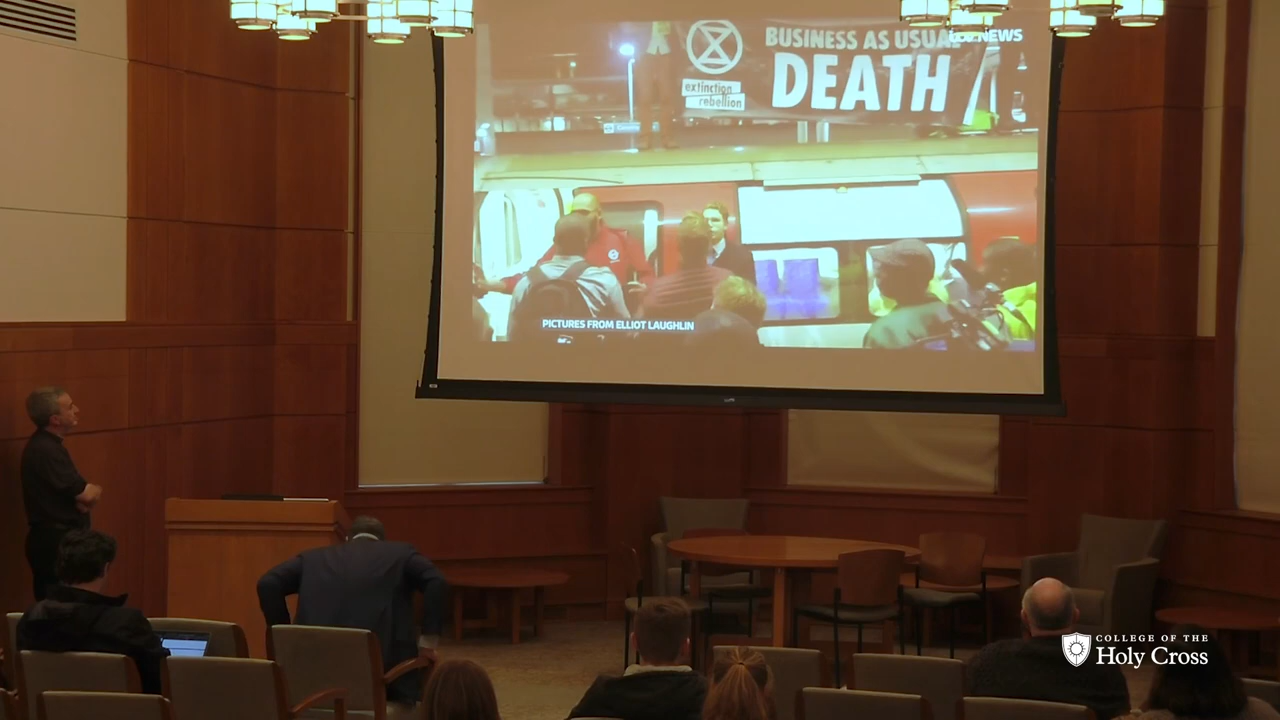 BUSINESS AS USUAL
NEWS
DEATH
extinction
rebellion
PICTURES FROM ELLIOT LAUGHLIN
COLLEGE OF THE
Holy Cross